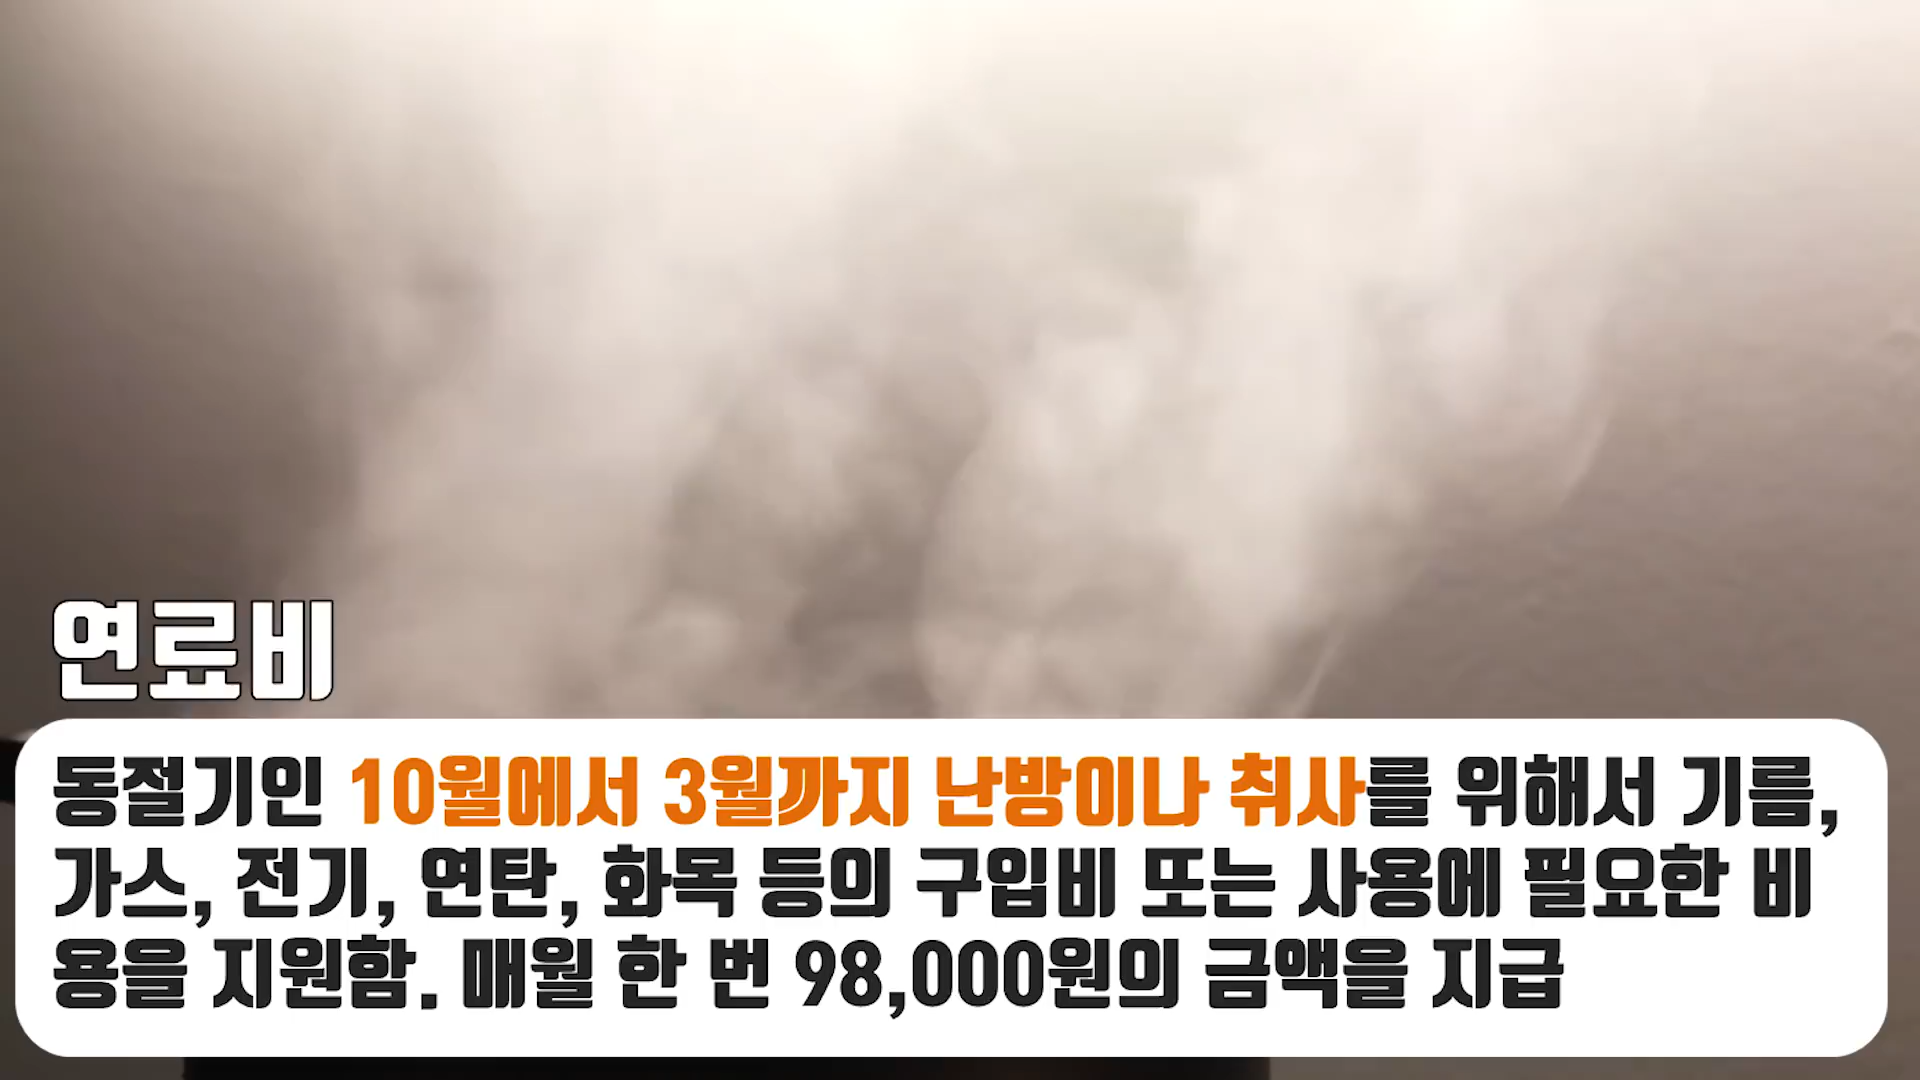 연료비
동절기인 10월에서 3월까지 난방이나 취사를 위해서 기름,
가스, 전기, 연탄, 화목 등의 구입비 또는 사용에 필요한 비
용을 지원함. 매월 한 번 98,000원의 금액을 지급